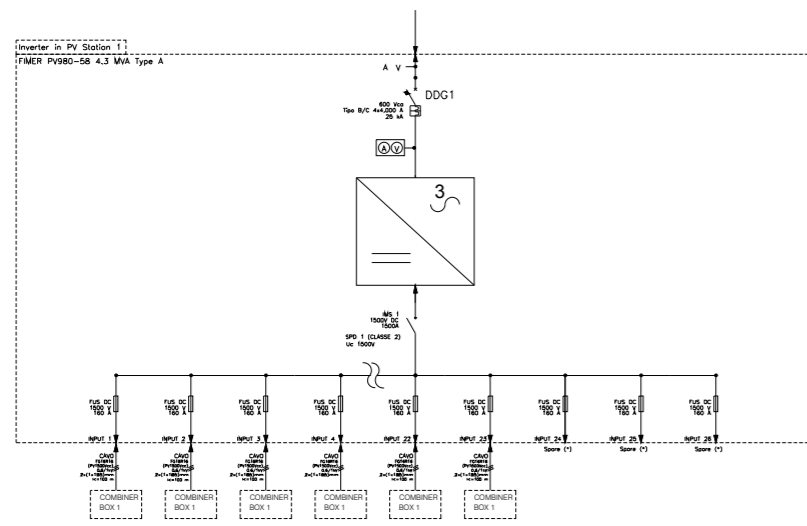 Inverter in PV Station 1
FIMER PV980-58 4.3 MVA Type A
A V
DDG1
600 Vca
Tipo B/C 4x4,000 A
25 kA
A V
3
IMS 1
1500V DC
1500A
SPD 1 (CLASSE 2)
Uc 1500V
FUS DC
1500 V
160 A
FUS DC
1500 V
160 A
FUS DC
1500 V
160 A
FUS DC
1500 V
160 A
FUS DC
1500 V
160 A
FUS DC
1500 V
160 A
FUS DC
1500 V
160 A
FUS DC
1500 V
160 A
FUS DC
1500 V
160 A
INPUT 1
INPUT 2
INPUT 3
INPUT 4
INPUT 22
INPUT 23
INPUT 24
INPUT 25
INPUT 26
Spare (*)
Spare (*)
Spare (*)
CAVO
CAVO
CAVO
CAVO
CAVO
CAVO
COMBINER
BOX 1
COMBINER
BOX 1
COMBINER
BOX 1
COMBINER
BOX 1
COMBINER
BOX 1
COMBINER
BOX 1